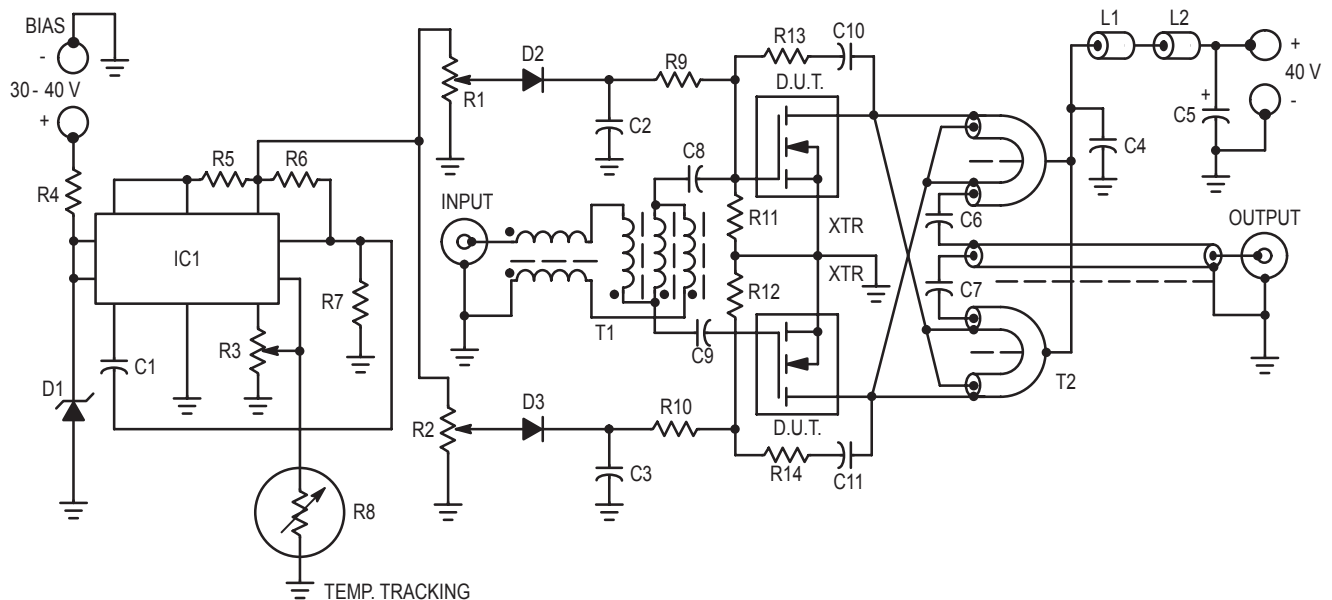 BIAS
-
30 - 40 V
+
R4
D1
R5
R6
IC1
C1
R3
R7
R8
TEMP. TRACKING
R1
D2
C2
R9
R13
C10
D.U.T.
INPUT
C8
R11
XTR
XTR
R12
T1
C9
R2
D3
C3
R10
D.U.T.
R14
C11
L1
L2
+
40 V
-
+
C5
C4
C6
C7
OUTPUT
T2